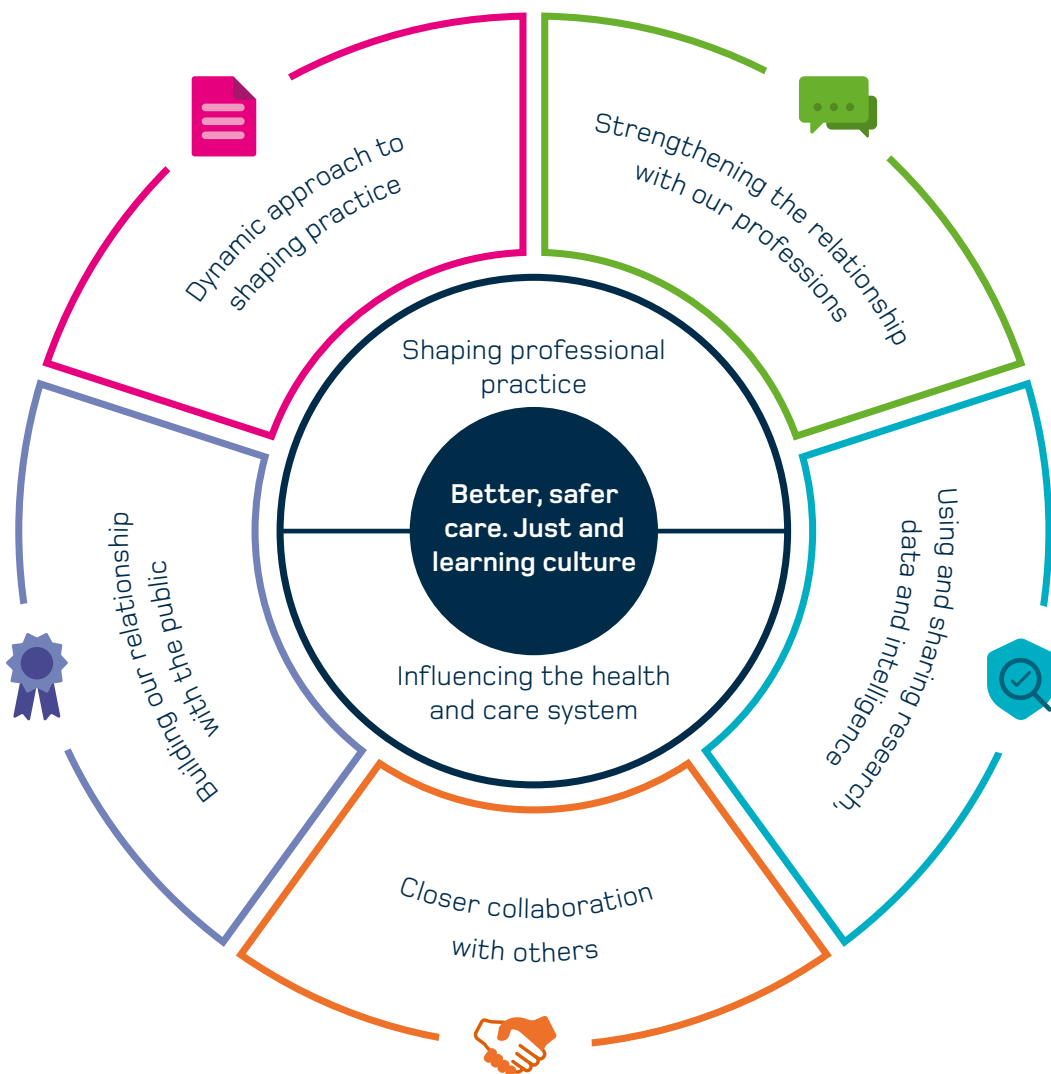 Dynamic approach to
shaping practice
Strengthening the relationship
with our professions
Using and sharing research,
data and intelligence
Closer collaboration
with others
Building our relationship
with the public
Shaping professional
practice
Better, safer
care. Just and
learning culture
Influencing the health
and care system